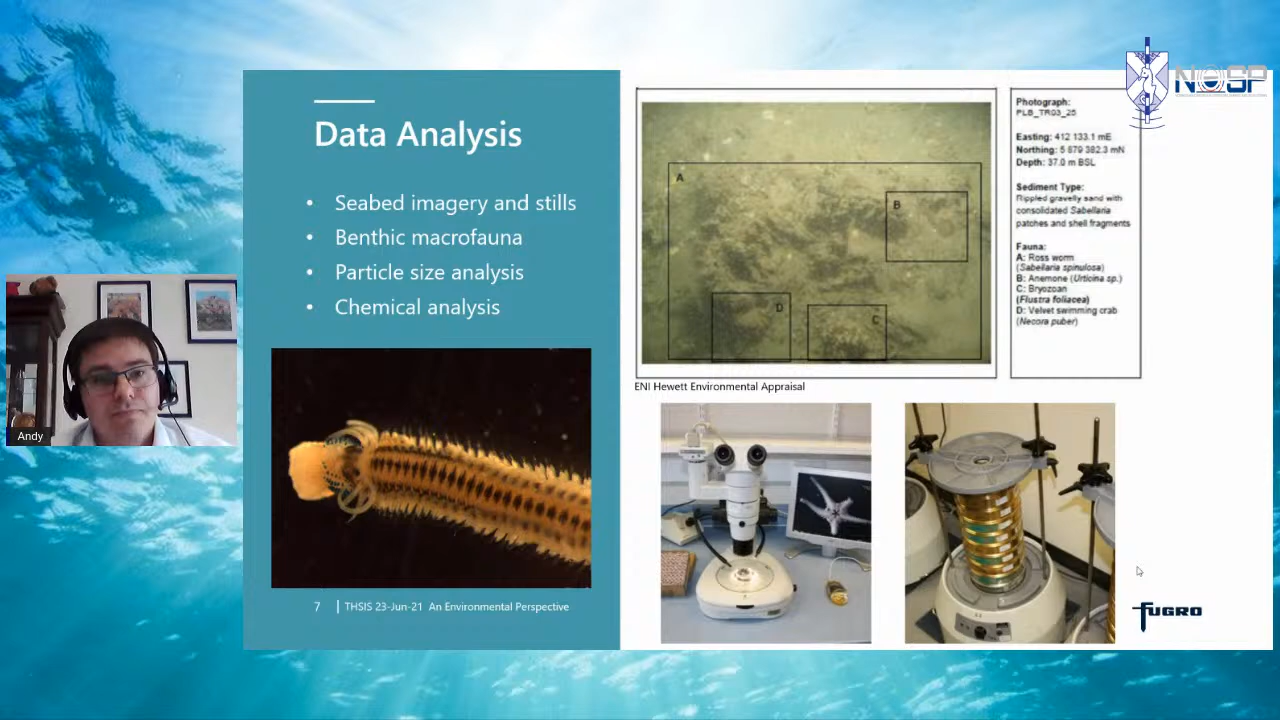 Data Analysis
• Seabed imagery and stills
• Benthic macrofauna
• Particle size analysis
• Chemical analysis
7 | THSIS 23-Jun-21 An Environmental Perspective
A
B
D
C
ENI Hewett Environmental Appraisal
Photograph:
PLB_TR03_25
Easting: 412 133.1 mE
Northing: 5 879 382.3 mN
Depth: 37.0 m BSL
Sediment Type:
Rippled gravelly sand with
consolidated Sabellaria
patches and shell fragments
Fauna:
A: Ross worm
(Sabellaria spinulosa)
B: Anemone (Urticina sp.)
C: Bryozoan
(Flustra foliacea)
D: Velvet swimming crab
(Necora puber)
FUGRO
Andy